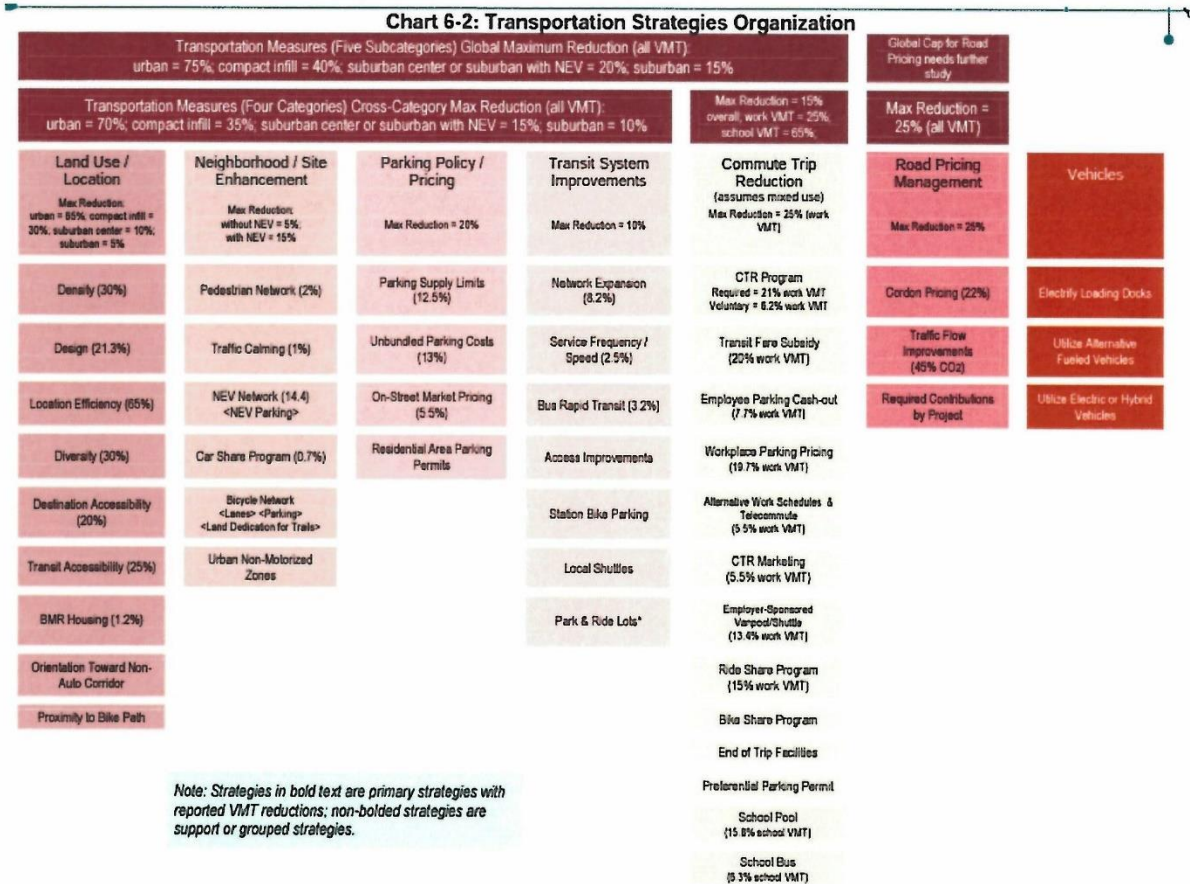 Chart 6-2: Transportation Strategies Organization
Transportation Measures (Five Subcategories) Global Maximum Reduction (all VMT):
urban = 75%; compact infill = 40%; suburban center or suburban with NEV = 20%; suburban = 15%
Global Cap for Road
Pricing needs further
study
Transportation Measures (Four Categories) Cross-Category Max Reduction (all VMT):
urban = 70%; compact infill = 35%; suburban center or suburban with NEV = 15%; suburban = 10%
Max Reduction = 15%
overall; work VMT = 25%;
school VMT = 65%;
Max Reduction =
25% (all VMT)
Land Use /
Location
Max Reduction:
urban = 65%; compact infill =
30%; suburban center = 10%;
suburban = 5%
Density (30%)
Design (21.3%)
Location Efficiency (65%)
Diversity (30%)
Destination Accessibility
(20%)
Transit Accessibility (25%)
BMR Housing (1.2%)
Orientation Toward Non-
Auto Corridor
Proximity to Bike Path
Neighborhood / Site
Enhancement
Max Reduction:
without NEV = 5%;
with NEV = 15%
Pedestrian Network (2%)
Traffic Calming (1%)
NEV Network (14.4)
<NEV Parking>
Car Share Program (0.7%)
Bicycle Network
<Lanes> <Parking>
<Land Dedication for Trails>
Urban Non-Motorized
Zones
Parking Policy /
Pricing
Max Reduction = 20%
Parking Supply Limits
(12.5%)
Unbundled Parking Costs
(13%)
On-Street Market Pricing
(5.5%)
Residential Area Parking
Permits
Transit System
Improvements
Max Reduction = 10%
Network Expansion
(8.2%)
Service Frequency /
Speed (2.5%)
Bus Rapid Transit (3.2%)
Access Improvements
Station Bike Parking
Local Shuttles
Park & Ride Lots*
Commute Trip
Reduction
(assumes mixed use)
Max Reduction = 25% (work
VMT)
CTR Program
Required = 21% work VMT
Voluntary = 6.2% work VMT
Transit Fare Subsidy
(20% work VMT)
Employee Parking Cash-out
(7.7% work VMT)
Workplace Parking Pricing
(19.7% work VMT)
Alternative Work Schedules &
Telecommute
(5.5% work VMT)
CTR Marketing
(5.5% work VMT)
Employer-Sponsored
Vanpool/Shuttle
(13.4% work VMT)
Ride Share Program
(15% work VMT)
Bike Share Program
End of Trip Facilities
Preferential Parking Permit
School Pool
(15.8% school VMT)
School Bus
(6.3% school VMT)
Road Pricing
Management
Max Reduction = 25%
Cordon Pricing (22%)
Traffic Flow
Improvements
(45% CO2)
Required Contributions
by Project
Vehicles
Electrify Loading Docks
Utilize Alternative
Fueled Vehicles
Utilize Electric or Hybrid
Vehicles
Note: Strategies in bold text are primary strategies with
reported VMT reductions; non-bolded strategies are
support or grouped strategies.